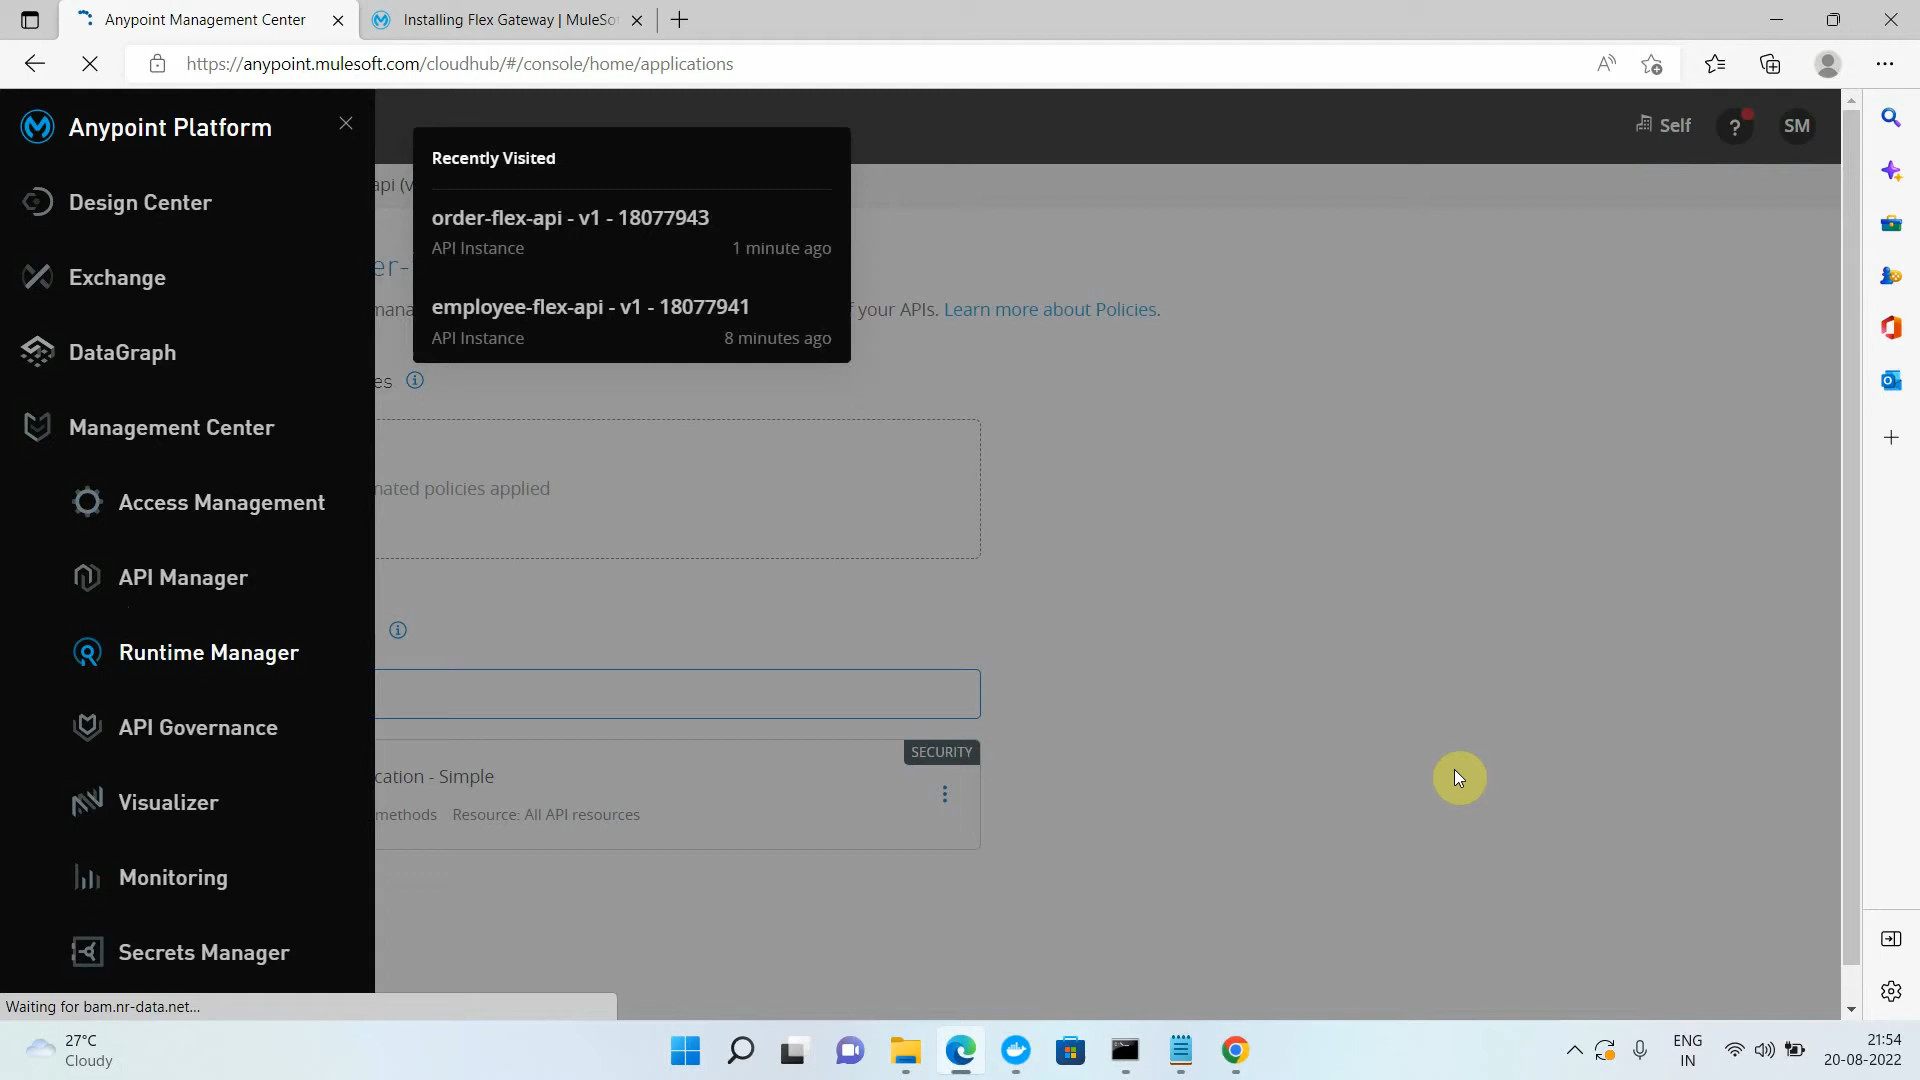 Anypoint Management Center
Installing Flex Gateway | MuleSo
https://anypoint.mulesoft.com/cloudhub/#/console/home/applications
Anypoint Platform
Self
?
SM
Recently Visited
api (v
Design Center
order-flex-api - v1 - 18077943
API Instance
1 minute ago
er-
Exchange
employee-flex-api - v1 - 18077941
API Instance
8 minutes ago
mana
f your APIs. Learn more about Policies.
DataGraph
es
Management Center
nated policies applied
Access Management
API Manager
Runtime Manager
API Governance
SECURITY
cation - Simple
methods Resource: All API resources
Visualizer
Monitoring
Secrets Manager
Waiting for bam.nr-data.net...
27°C
Cloudy
ENG
IN
21:54
20-08-2022